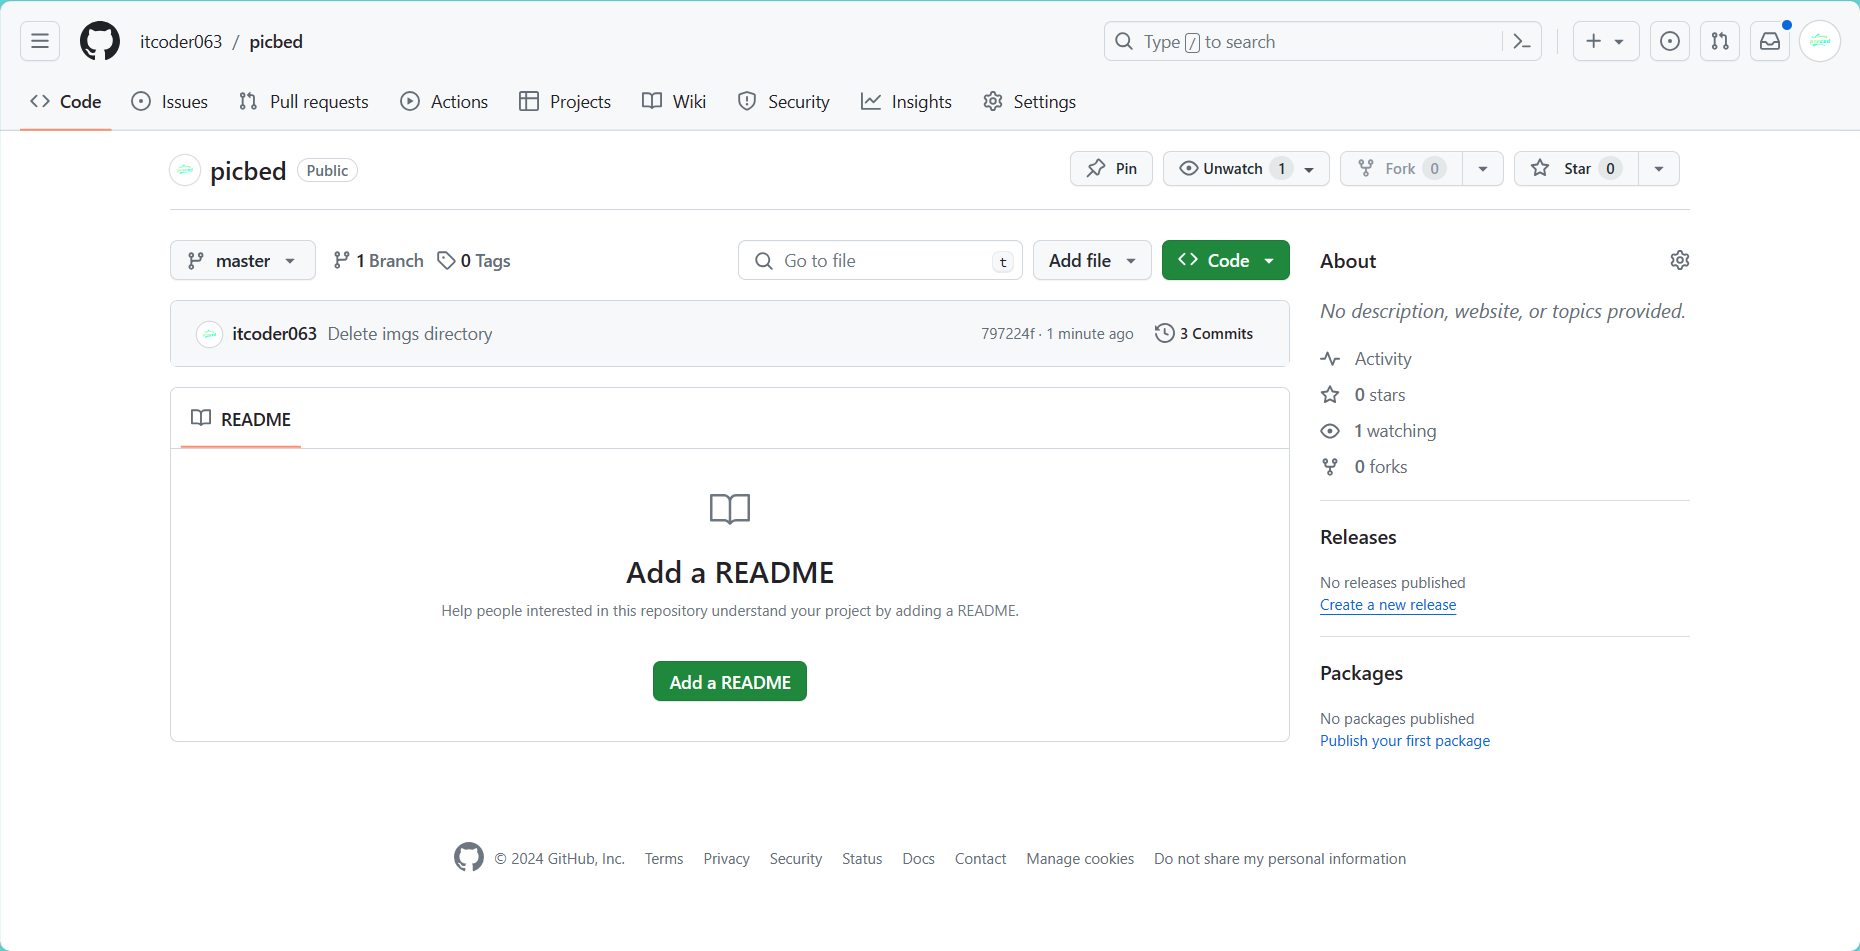 itcoder063 / picbed
Type / to search
Code Issues Pull requests Actions Projects Wiki Security Insights Settings
picbed Public
Pin Unwatch 1 Fork 0 Star 0
master 1 Branch 0 Tags Go to file t Add file Code
itcoder063 Delete imgs directory 797224f · 1 minute ago 3 Commits
README
Add a README
Help people interested in this repository understand your project by adding a README.
Add a README
About
No description, website, or topics provided.
Activity
0 stars
1 watching
0 forks
Releases
No releases published
Create a new release
Packages
No packages published
Publish your first package
© 2024 GitHub, Inc. Terms Privacy Security Status Docs Contact Manage cookies Do not share my personal information